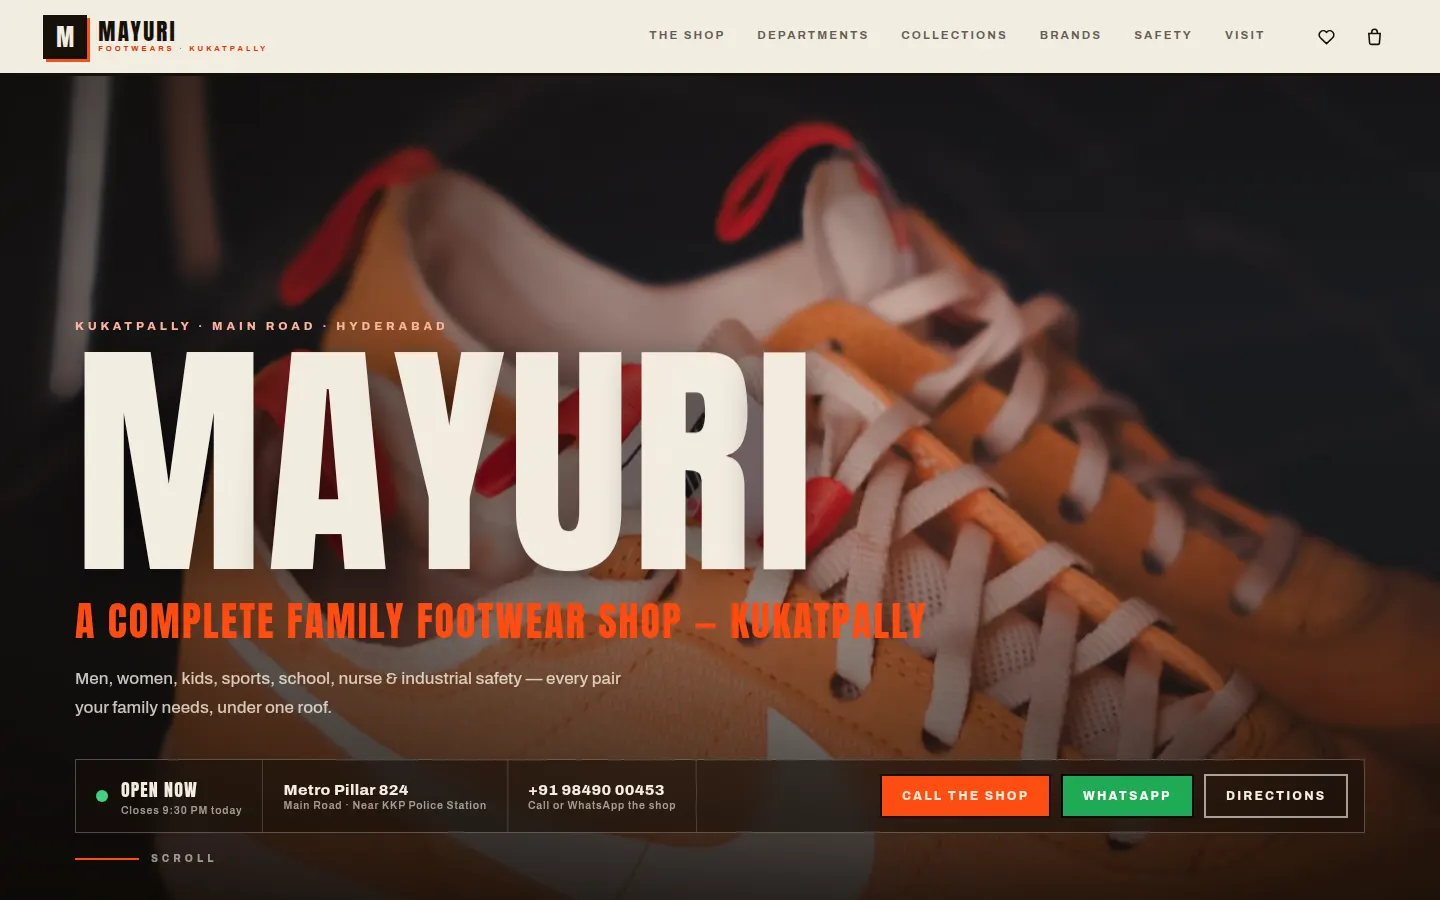 M
MAYURI
FOOTWEARS · KUKATPALLY
THE SHOP
DEPARTMENTS
COLLECTIONS
BRANDS
SAFETY
VISIT
KUKATPALLY · MAIN ROAD · HYDERABAD
MAYURI
A COMPLETE FAMILY FOOTWEAR SHOP — KUKATPALLY
Men, women, kids, sports, school, nurse & industrial safety — every pair
your family needs, under one roof.
OPEN NOW
Closes 9:30 PM today
Metro Pillar 824
Main Road · Near KKP Police Station
+91 98490 00453
Call or WhatsApp the shop
CALL THE SHOP
WHATSAPP
DIRECTIONS
SCROLL